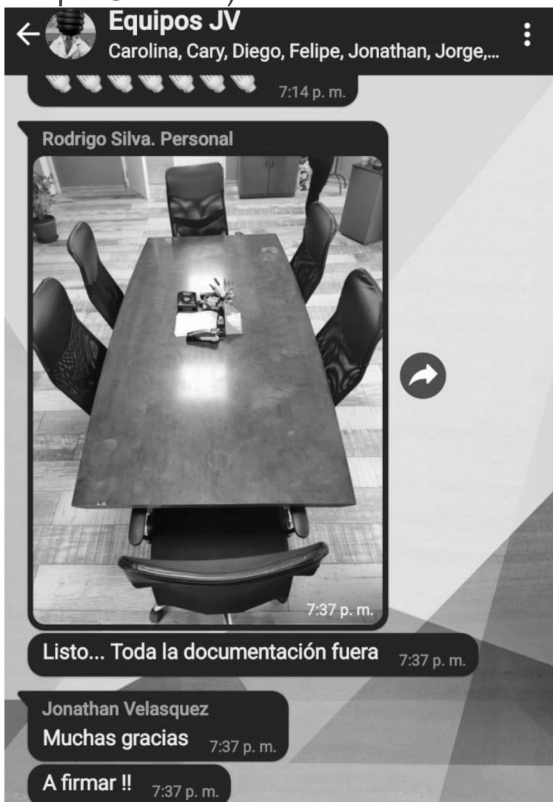 Equipos JV
Carolina, Cary, Diego, Felipe, Jonathan, Jorge,...
7:14 p. m.
Rodrigo Silva. Personal
7:37 p. m.
Listo... Toda la documentación fuera 7:37 p. m.
Jonathan Velasquez
Muchas gracias 7:37 p. m.
A firmar !! 7:37 p. m.